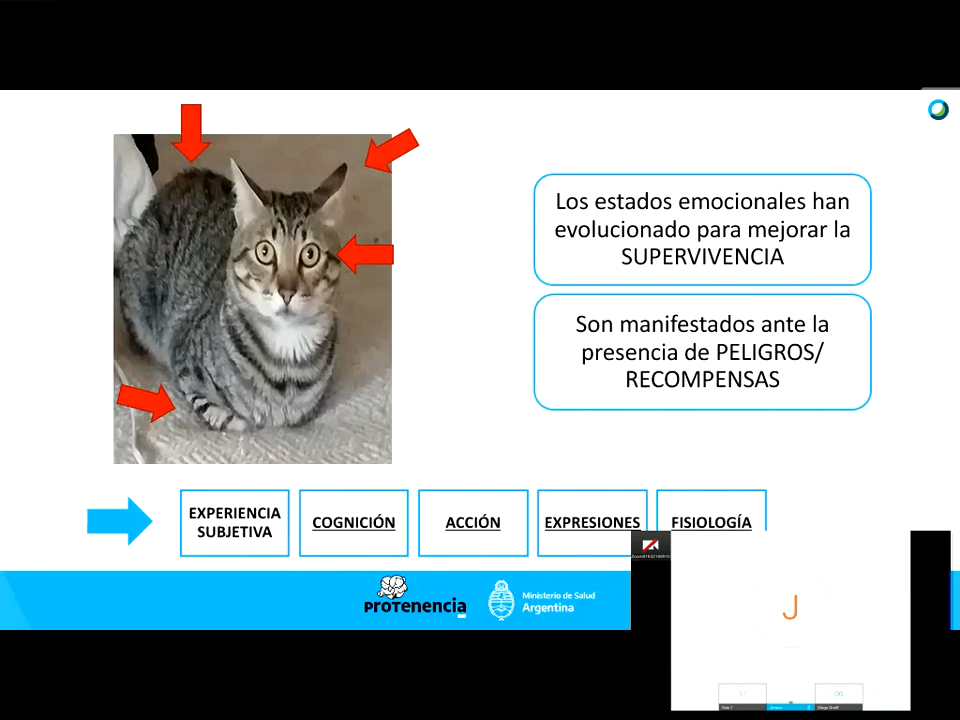 Los estados emocionales han
evolucionado para mejorar la
SUPERVIVENCIA
Son manifestados ante la
presencia de PELIGROS/
RECOMPENSAS
EXPERIENCIA
SUBJETIVA
COGNICIÓN
ACCIÓN
EXPRESIONES
FISIOLOGÍA
PROTenencia
Ministerio de Salud
Argentina
J